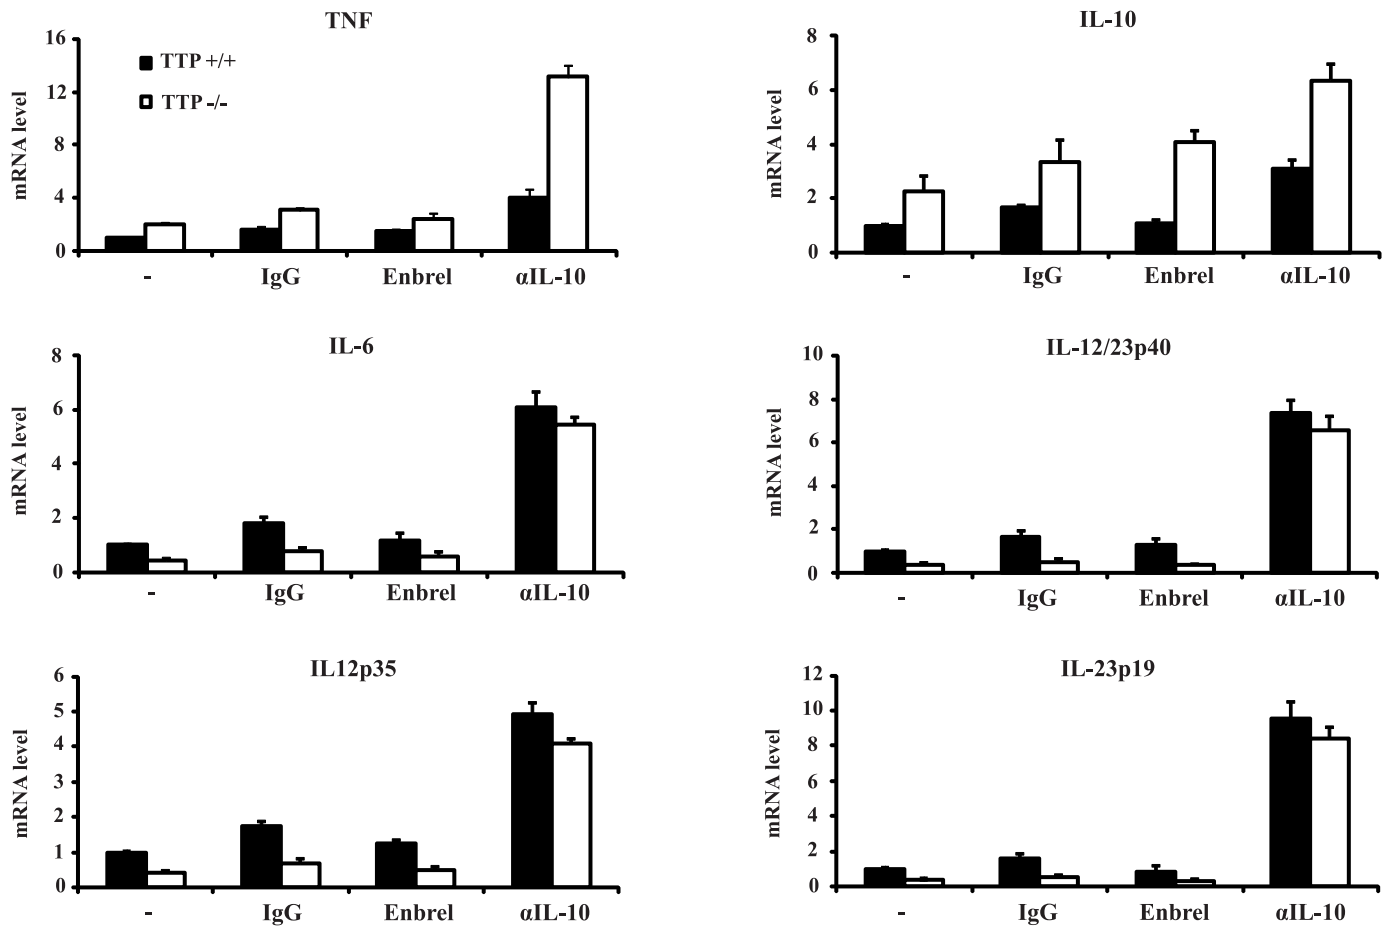 TNF
16
12
8
4
0
mRNA level
TTP +/+
TTP -/-
- IgG Enbrel αIL-10
IL-10
8
6
4
2
0
mRNA level
- IgG Enbrel αIL-10
IL-6
8
6
4
2
0
mRNA level
- IgG Enbrel αIL-10
IL-12/23p40
10
8
6
4
2
0
mRNA level
- IgG Enbrel αIL-10
IL12p35
6
5
4
3
2
1
0
mRNA level
- IgG Enbrel αIL-10
IL-23p19
12
10
8
6
4
2
0
mRNA level
- IgG Enbrel αIL-10